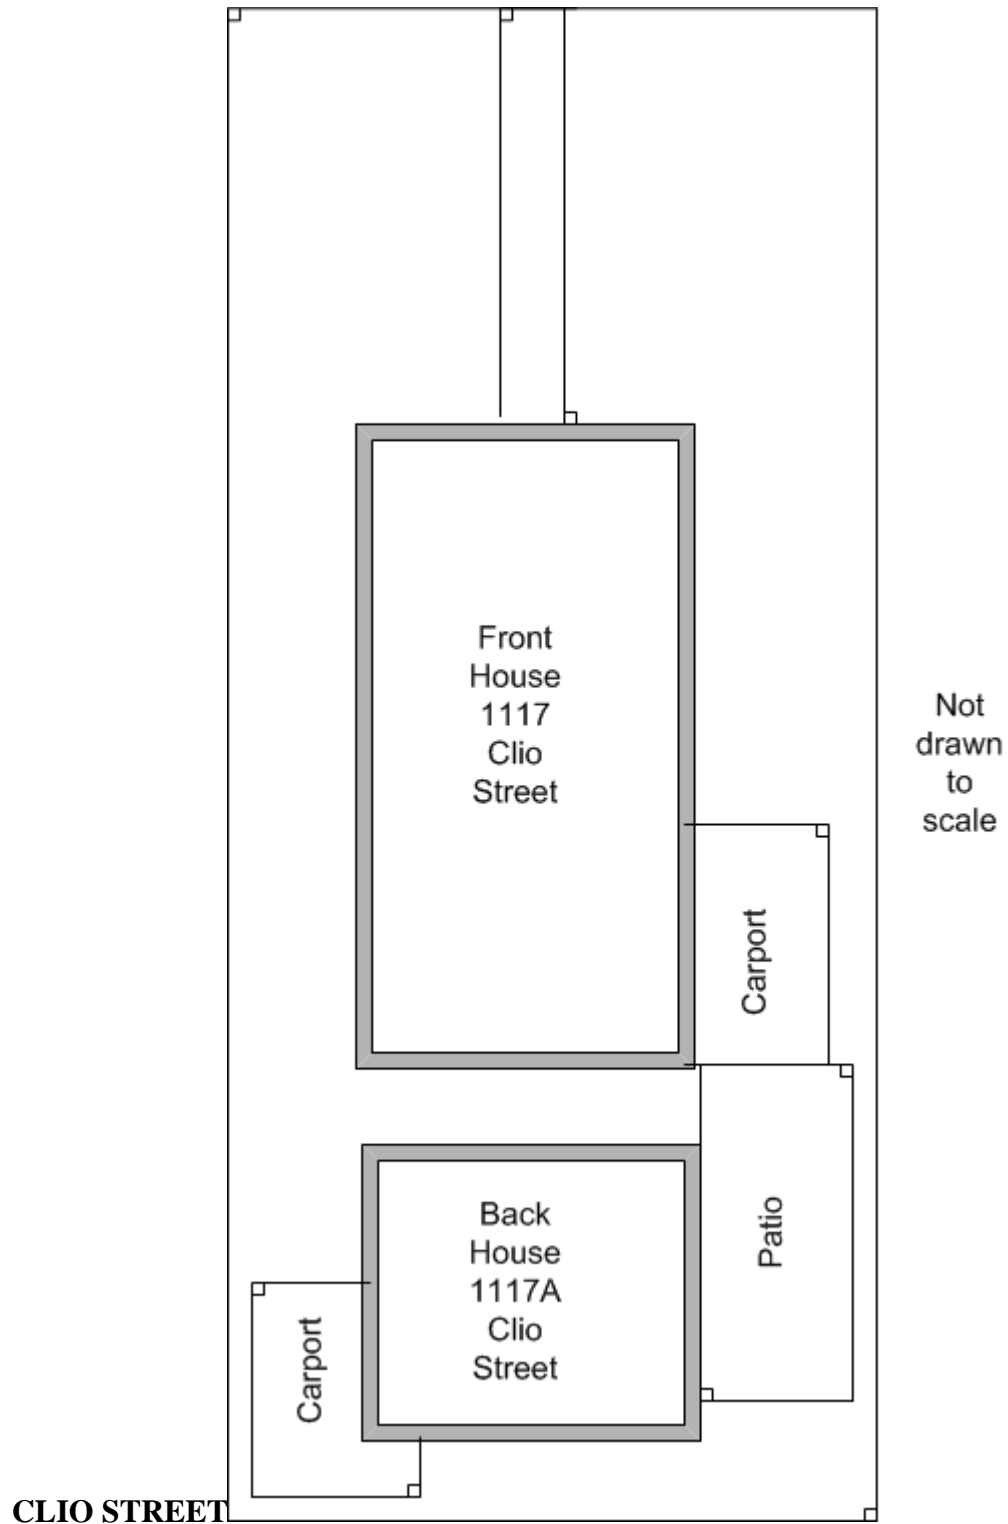 Front
House
1117
Clio
Street
Not
drawn
to
scale
Carport
Back
House
1117A
Clio
Street
Patio
Carport
CLIO STREET